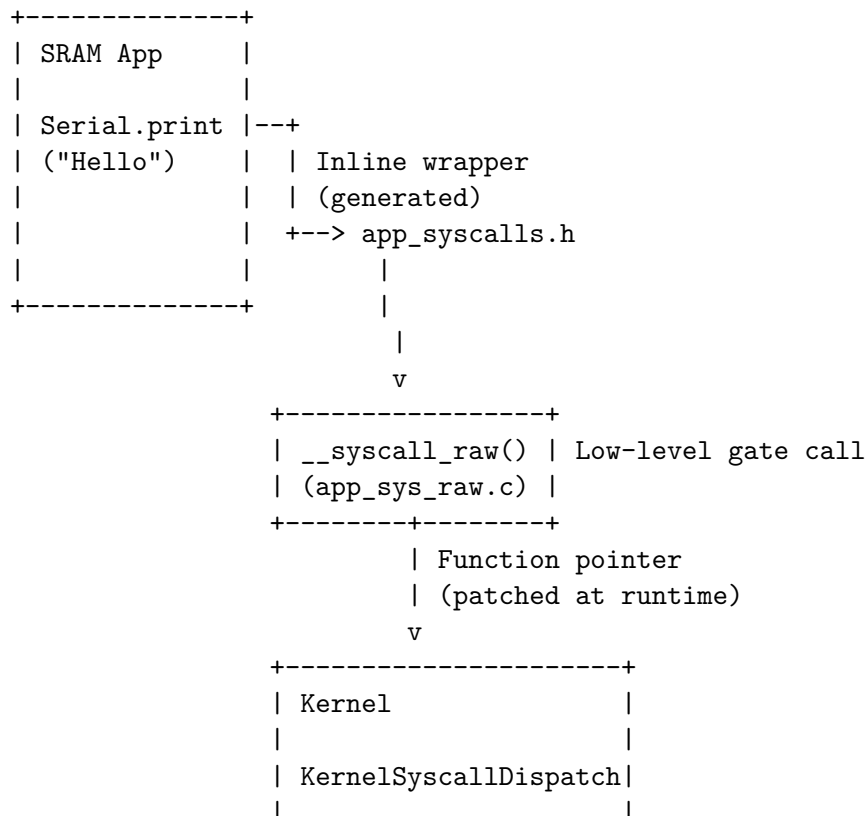 +--------------+
| SRAM App     |
|              |
| Serial.print |--+
| ("Hello")    |  | Inline wrapper
|              |  | (generated)
|              |  +--> app_syscalls.h
|              |        |
+--------------+        |
                         |
                         v
                 +-----------------+
                 | __syscall_raw() | Low-level gate call
                 | (app_sys_raw.c) |
                 +--------+--------+
                          | Function pointer
                          | (patched at runtime)
                          v
                 +----------------------+
                 | Kernel               |
                 |                      |
                 | KernelSyscallDispatch|
                 |                      |